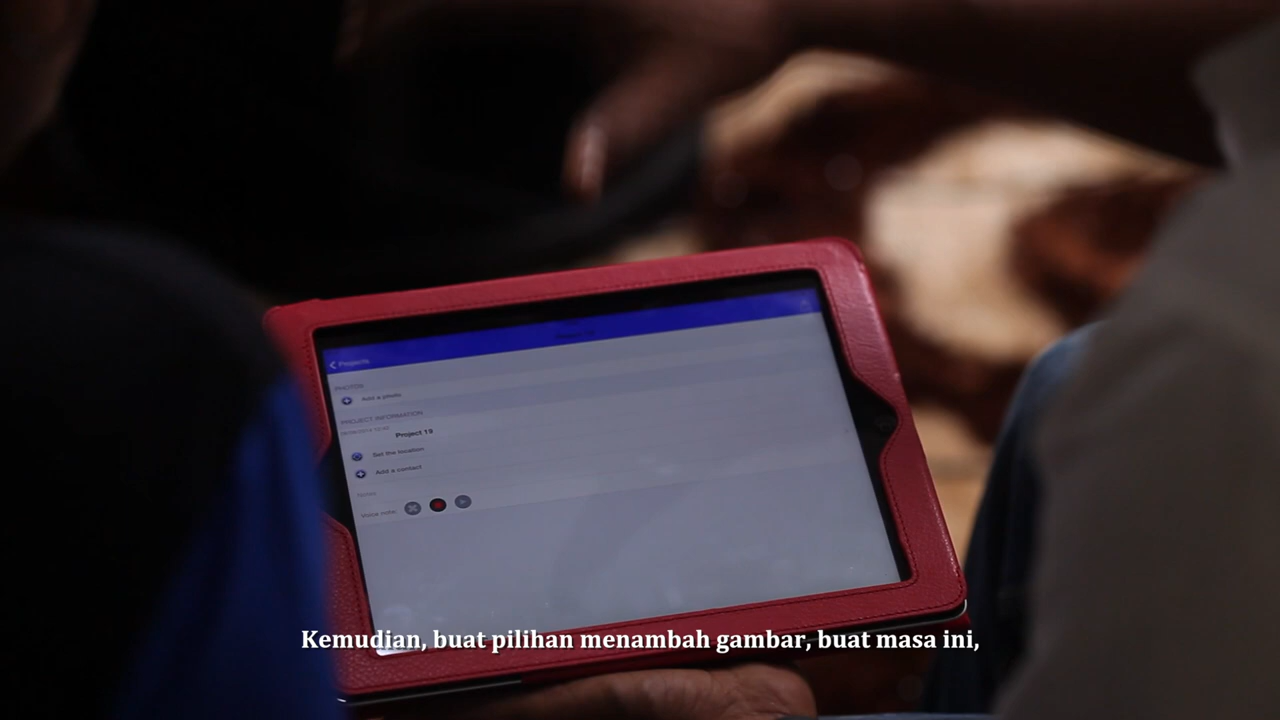 Projects
PHOTOS
Add a photo
PROJECT INFORMATION
Project 19
Set the location
Add a contact
Notes
Voice note:
Kemudian, buat pilihan menambah gambar, buat masa ini,